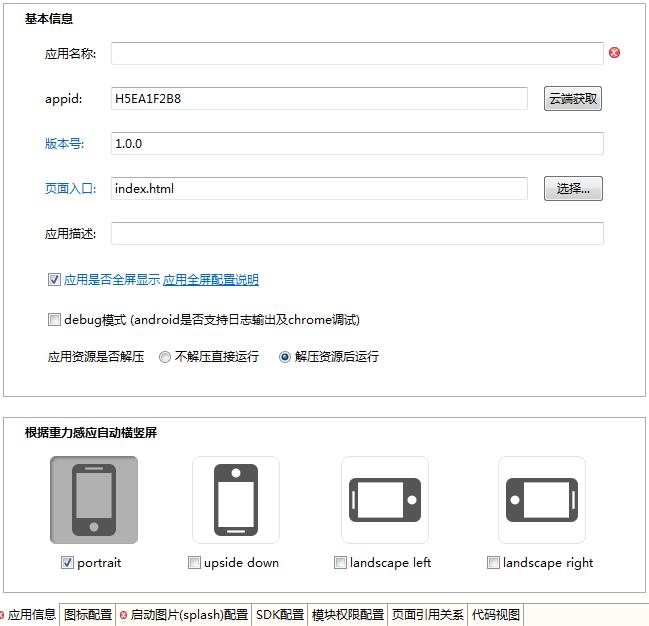 基本信息
应用名称:
appid: H5EA1F2B8 云端获取
版本号: 1.0.0
页面入口: index.html 选择...
应用描述:
应用是否全屏显示 应用全屏配置说明
debug模式 (android是否支持日志输出及chrome调试)
应用资源是否解压 不解压直接运行 解压资源后运行
根据重力感应自动横竖屏
portrait upside down landscape left landscape right
应用信息 图标配置 启动图片(splash)配置 SDK配置 模块权限配置 页面引用关系 代码视图